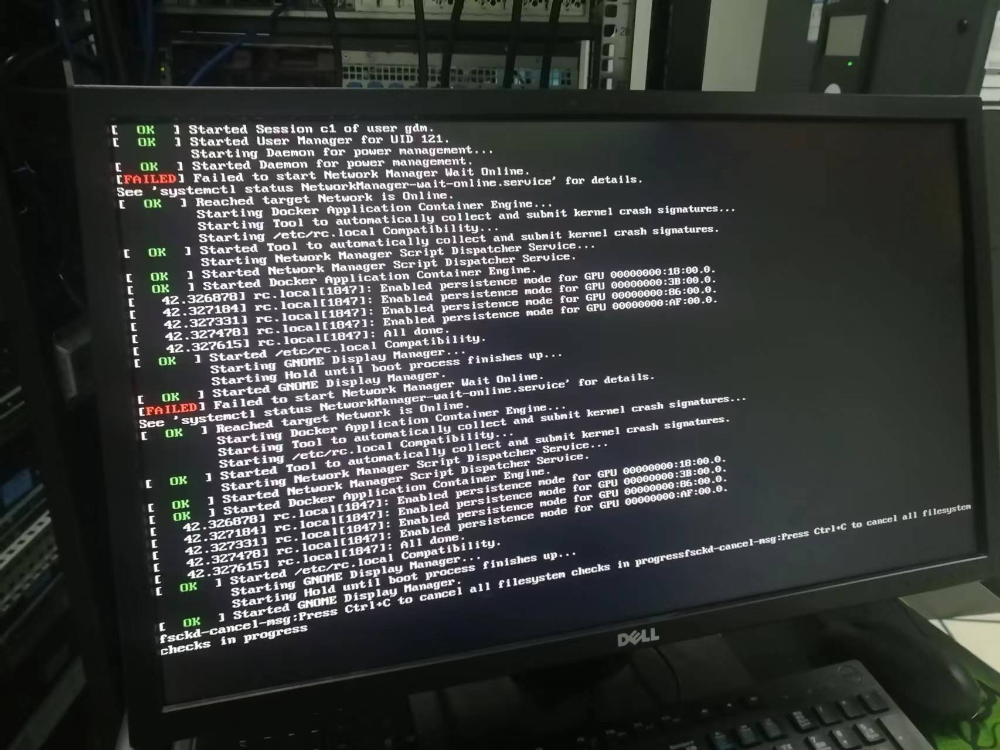 28
[  OK  ] Started Session c1 of user gdm.
[  OK  ] Started User Manager for UID 121.
Starting Daemon for power management...
[  OK  ] Started Daemon for power management.
[FAILED] Failed to start Network Manager Wait Online.
See 'systemctl status NetworkManager-wait-online.service' for details.
[  OK  ] Reached target Network is Online.
Starting Docker Application Container Engine...
Starting Tool to automatically collect and submit kernel crash signatures...
Starting /etc/rc.local Compatibility...
[  OK  ] Started Tool to automatically collect and submit kernel crash signatures.
Starting Network Manager Script Dispatcher Service...
[  OK  ] Started Network Manager Script Dispatcher Service.
[  OK  ] Started Docker Application Container Engine.
[   42.326878] rc.local[1847]: Enabled persistence mode for GPU 00000000:18:00.0.
[   42.327184] rc.local[1847]: Enabled persistence mode for GPU 00000000:3B:00.0.
[   42.327331] rc.local[1847]: Enabled persistence mode for GPU 00000000:86:00.0.
[   42.327478] rc.local[1847]: Enabled persistence mode for GPU 00000000:AF:00.0.
[   42.327615] rc.local[1847]: All done.
[  OK  ] Started /etc/rc.local Compatibility.
Starting GNOME Display Manager...
Starting Hold until boot process finishes up...
[  OK  ] Started GNOME Display Manager.
[FAILED] Failed to start Network Manager Wait Online.
See 'systemctl status NetworkManager-wait-online.service' for details.
[  OK  ] Reached target Network is Online.
Starting Docker Application Container Engine...
Starting Tool to automatically collect and submit kernel crash signatures...
Starting /etc/rc.local Compatibility...
[  OK  ] Started Tool to automatically collect and submit kernel crash signatures.
Starting Network Manager Script Dispatcher Service...
[  OK  ] Started Network Manager Script Dispatcher Service.
[  OK  ] Started Docker Application Container Engine.
[   42.326878] rc.local[1847]: Enabled persistence mode for GPU 00000000:18:00.0.
[   42.327184] rc.local[1847]: Enabled persistence mode for GPU 00000000:3B:00.0.
[   42.327331] rc.local[1847]: Enabled persistence mode for GPU 00000000:86:00.0.
[   42.327478] rc.local[1847]: Enabled persistence mode for GPU 00000000:AF:00.0.
[   42.327615] rc.local[1847]: All done.
[  OK  ] Started /etc/rc.local Compatibility.
Starting GNOME Display Manager...
Starting Hold until boot process finishes up...
[  OK  ] Started GNOME Display Manager.
fsckd-cancel-msg:Press Ctrl+C to cancel all filesystem checks in progressfsckd-cancel-msg:Press Ctrl+C to cancel all filesystem
checks in progress
DELL